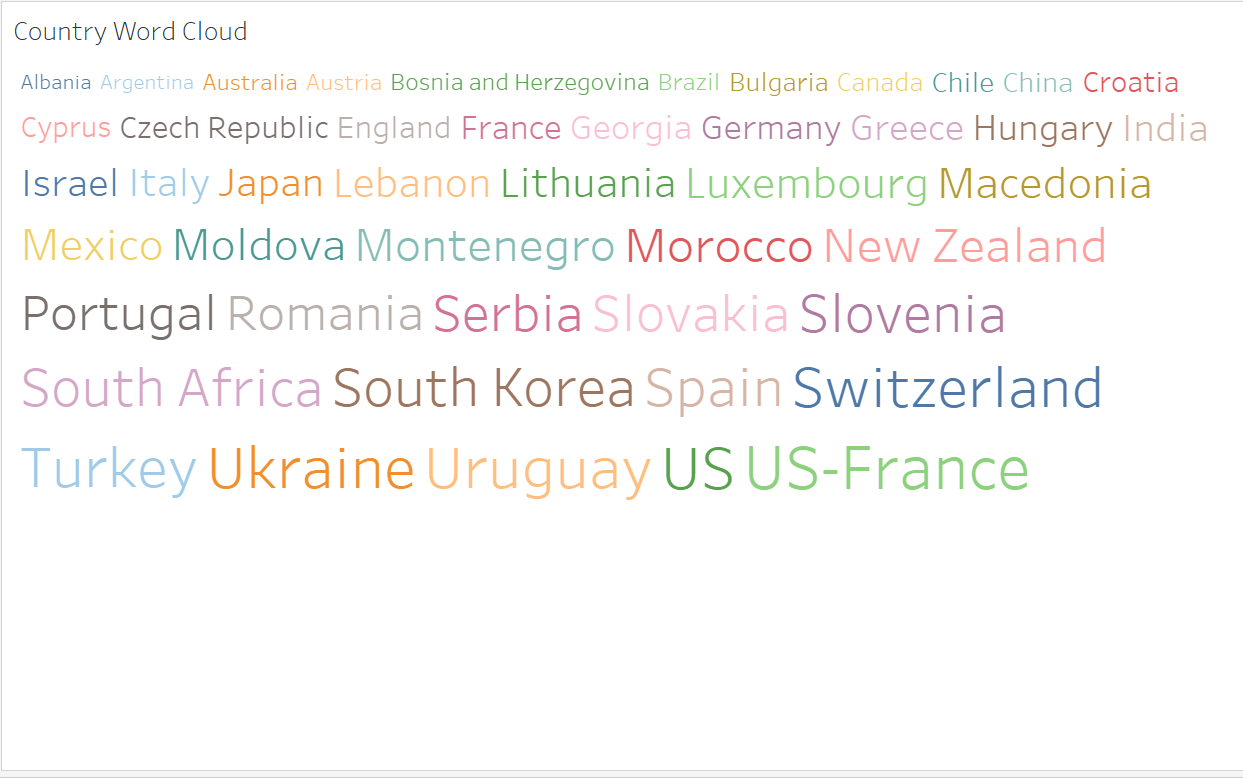 Country Word Cloud
Albania Argentina Australia Austria Bosnia and Herzegovina Brazil Bulgaria Canada Chile China Croatia
Cyprus Czech Republic England France Georgia Germany Greece Hungary India
Israel Italy Japan Lebanon Lithuania Luxembourg Macedonia
Mexico Moldova Montenegro Morocco New Zealand
Portugal Romania Serbia Slovakia Slovenia
South Africa South Korea Spain Switzerland
Turkey Ukraine Uruguay US US-France